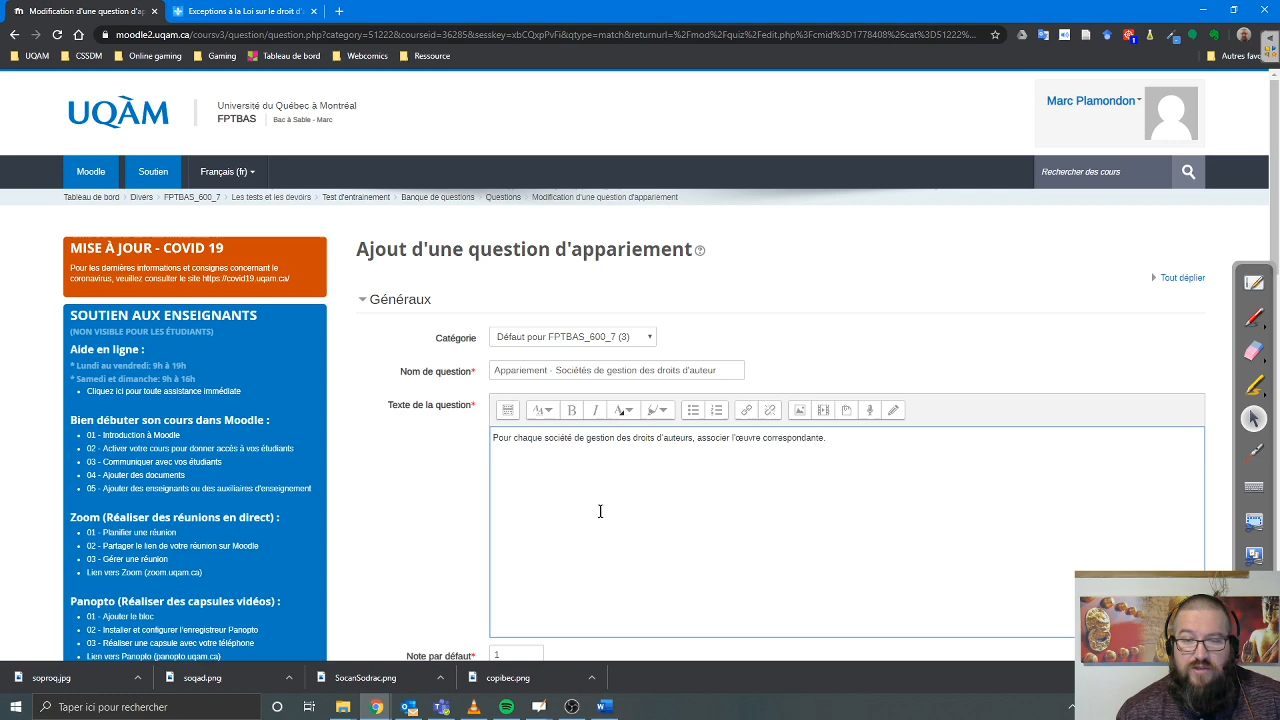 Modification d'une question d'ap
Exceptions à la Loi sur le droit d'
moodle2.uqam.ca/coursv3/question/question.php?category=51222&courseid=36285&sesskey=xbCQxpPvFi&qtype=match&returnurl=%2Fmod%2Fquiz%2Fedit.php%3Fcmid%3D1778408%26cat%3D51222%...
UQAM
CSSDM
Online gaming
Gaming
Tableau de bord
Webcomics
Ressource
Autres favo
UQÀM
Université du Québec à Montréal
FPTBAS
Bac à Sable - Marc
Marc Plamondon
Moodle
Soutien
Français (fr)
Rechercher des cours
Tableau de bord
Divers
FPTBAS_600_7
Les tests et les devoirs
Test d'entrainement
Banque de questions
Questions
Modification d'une question d'appariement
MISE À JOUR - COVID 19
Pour les dernières informations et consignes concernant le
coronavirus, veuillez consulter le site https://covid19.uqam.ca/
SOUTIEN AUX ENSEIGNANTS
(NON VISIBLE POUR LES ÉTUDIANTS)
Aide en ligne :
* Lundi au vendredi: 9h à 19h
* Samedi et dimanche: 9h à 16h
Cliquez ici pour toute assistance immédiate
Bien débuter son cours dans Moodle :
01 - Introduction à Moodle
02 - Activer votre cours pour donner accès à vos étudiants
03 - Communiquer avec vos étudiants
04 - Ajouter des documents
05 - Ajouter des enseignants ou des auxiliaires d'enseignement
Zoom (Réaliser des réunions en direct) :
01 - Planifier une réunion
02 - Partager le lien de votre réunion sur Moodle
03 - Gérer une réunion
Lien vers Zoom (zoom.uqam.ca)
Panopto (Réaliser des capsules vidéos) :
01 - Ajouter le bloc
02 - Installer et configurer l'enregistreur Panopto
03 - Réaliser une capsule avec votre téléphone
Lien vers Panopto (panopto.uqam.ca)
Ajout d'une question d'appariement
Tout déplier
Généraux
Catégorie
Défaut pour FPTBAS_600_7 (3)
Nom de question*
Appariement - Sociétés de gestion des droits d'auteur
Texte de la question*
Pour chaque société de gestion des droits d'auteurs, associer l'œuvre correspondante.
Note par défaut*
1
soproq.jpg
soqad.png
SocanSodrac.png
copibec.png
Taper ici pour rechercher